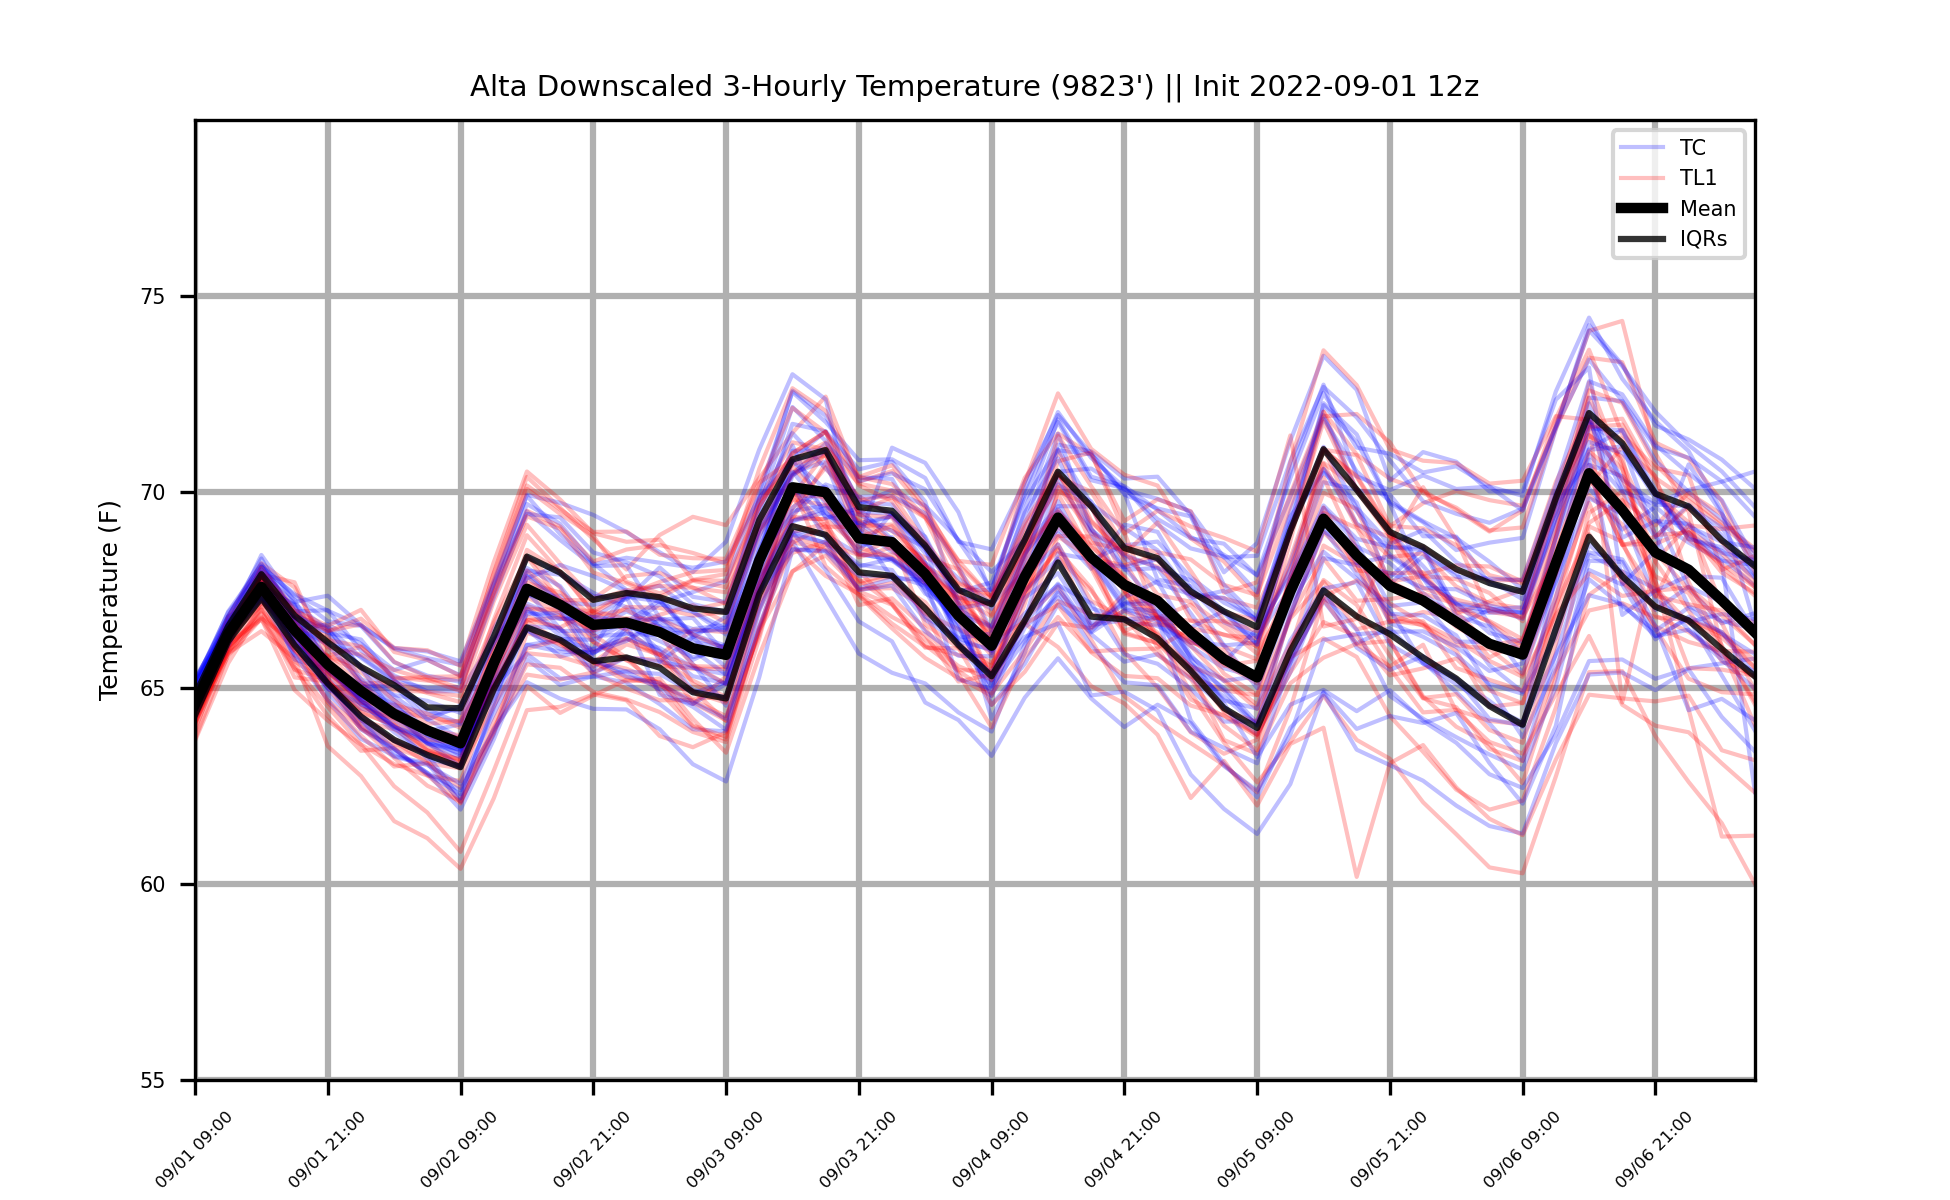 Alta Downscaled 3-Hourly Temperature (9823') || Init 2022-09-01 12z
TC
TL1
Mean
IQRs
Temperature (F)
75
70
65
60
55
09/01 09:00
09/01 21:00
09/02 09:00
09/02 21:00
09/03 09:00
09/03 21:00
09/04 09:00
09/04 21:00
09/05 09:00
09/05 21:00
09/06 09:00
09/06 21:00